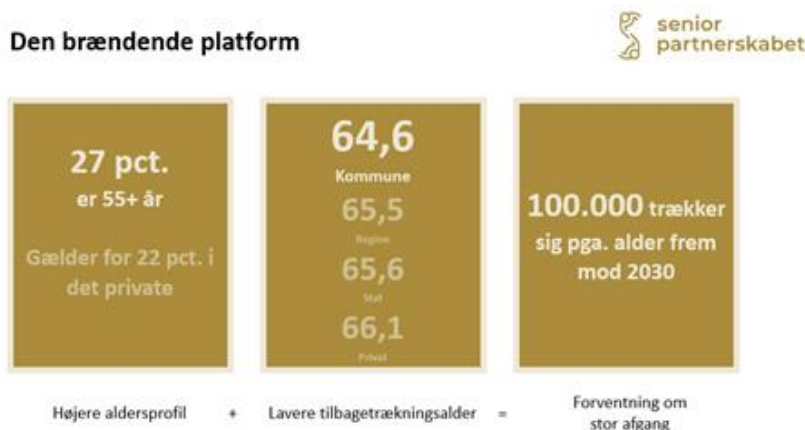 Den brændende platform
senior
partnerskabet
27 pct.
er 55+ år
Gælder for 22 pct. i
det private
64,6
Kommune
65,5
Region
65,6
Stat
66,1
Privat
100.000 trækker
sig pga. alder frem
mod 2030
Højere aldersprofil + Lavere tilbagetrækningsalder =
Forventning om
stor afgang